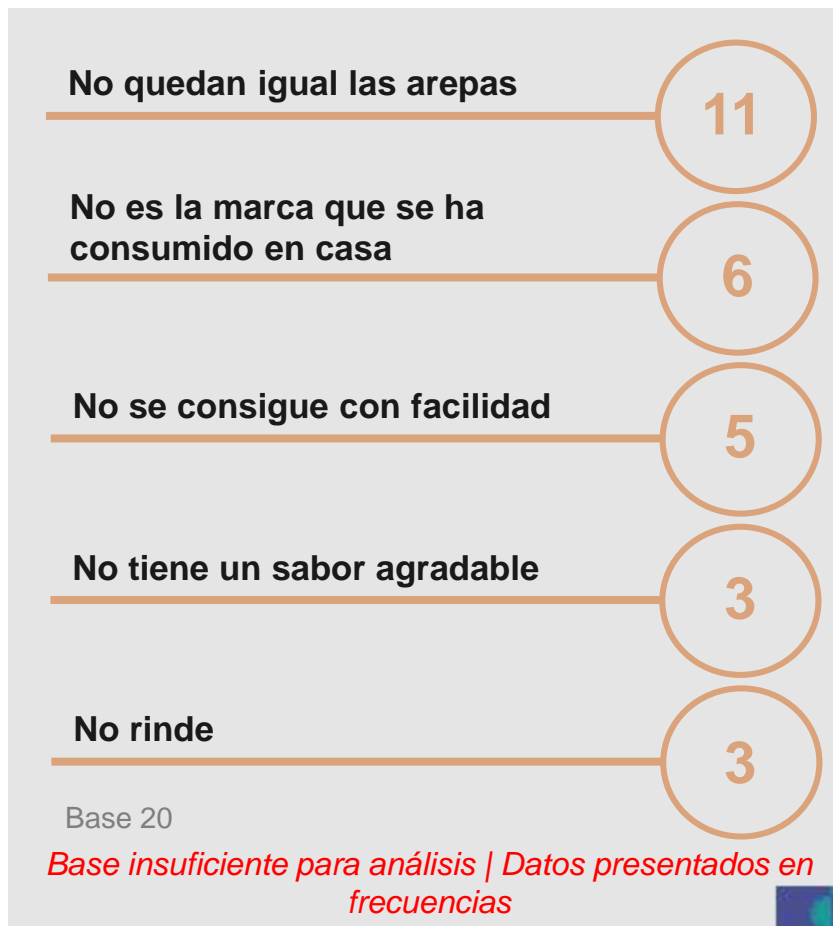 No quedan igual las arepas
11
No es la marca que se ha
consumido en casa
6
No se consigue con facilidad
5
No tiene un sabor agradable
3
No rinde
3
Base 20
Base insuficiente para análisis | Datos presentados en
frecuencias